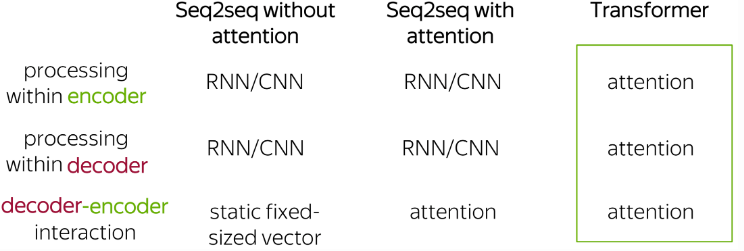 Seq2seq without Seq2seq with Transformer
attention attention
processing
within encoder RNN/CNN RNN/CNN attention
processing
within decoder RNN/CNN RNN/CNN attention
decoder-encoder
interaction static fixed- attention attention
sized vector